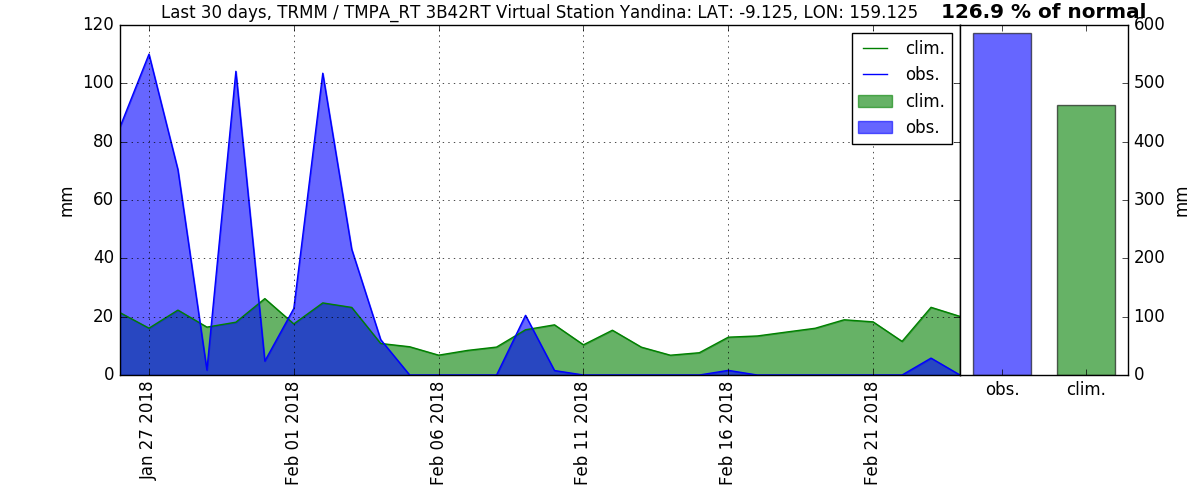 Last 30 days, TRMM / TMPA_RT 3B42RT Virtual Station Yandina: LAT: -9.125, LON: 159.125
126.9 % of normal
120
100
80
60
40
20
0
mm
clim.
obs.
clim.
obs.
600
500
400
300
200
100
0
mm
Jan 27 2018
Feb 01 2018
Feb 06 2018
Feb 11 2018
Feb 16 2018
Feb 21 2018
obs.
clim.